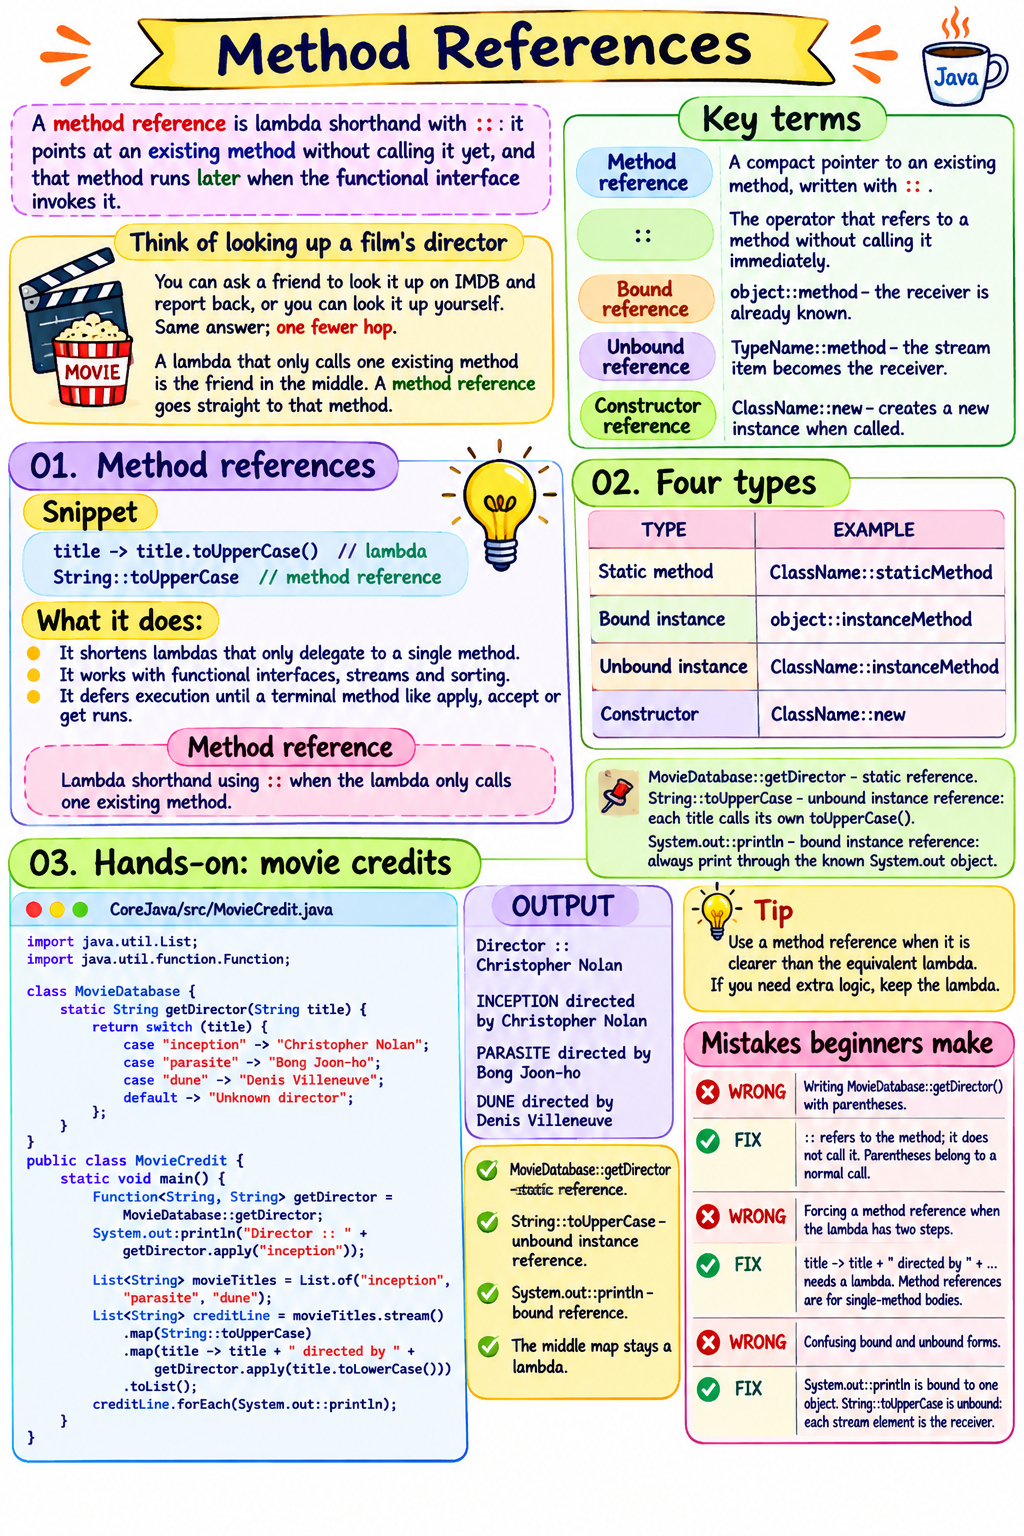 Method References
Java
A method reference is lambda shorthand with :: : it
points at an existing method without calling it yet, and
that method runs later when the functional interface
invokes it.
Think of looking up a film's director
You can ask a friend to look it up on IMDB and
report back, or you can look it up yourself.
Same answer; one fewer hop.
A lambda that only calls one existing method
is the friend in the middle. A method reference
goes straight to that method.
MOVIE
Key terms
Method
reference
A compact pointer to an existing
method, written with :: .
::
The operator that refers to a
method without calling it
immediately.
Bound
reference
object::method – the receiver is
already known.
Unbound
reference
TypeName::method – the stream
item becomes the receiver.
Constructor
reference
ClassName::new – creates a new
instance when called.
01. Method references
Snippet
title -> title.toUpperCase() // lambda
String::toUpperCase // method reference
What it does:
It shortens lambdas that only delegate to a single method.
It works with functional interfaces, streams and sorting.
It defers execution until a terminal method like apply, accept or
get runs.
Method reference
Lambda shorthand using :: when the lambda only calls
one existing method.
02. Four types
TYPE EXAMPLE
Static method ClassName::staticMethod
Bound instance object::instanceMethod
Unbound instance ClassName::instanceMethod
Constructor ClassName::new
MovieDatabase::getDirector – static reference.
String::toUpperCase – unbound instance reference:
each title calls its own toUpperCase().
System.out::println – bound instance reference:
always print through the known System.out object.
03. Hands-on: movie credits
CoreJava/src/MovieCredit.java
import java.util.List;
import java.util.function.Function;
class MovieDatabase {
static String getDirector(String title) {
return switch (title) {
case "inception" -> "Christopher Nolan";
case "parasite" -> "Bong Joon-ho";
case "dune" -> "Denis Villeneuve";
default -> "Unknown director";
};
}
}
public class MovieCredit {
static void main() {
Function<String, String> getDirector =
MovieDatabase::getDirector;
System.out:println("Director :: " +
getDirector.apply("inception"));
List<String> movieTitles = List.of("inception",
"parasite", "dune");
List<String> creditLine = movieTitles.stream()
.map(String::toUpperCase)
.map(title -> title + " directed by " +
getDirector.apply(title.toLowerCase()))
.toList();
creditLine.forEach(System.out::println);
}
}
OUTPUT
Director ::
Christopher Nolan
INCEPTION directed
by Christopher Nolan
PARASITE directed by
Bong Joon-ho
DUNE directed by
Denis Villeneuve
MovieDatabase::getDirector
– static reference.
String::toUpperCase –
unbound instance
reference.
System.out::println –
bound reference.
The middle map stays a
lambda.
Tip
Use a method reference when it is
clearer than the equivalent lambda.
If you need extra logic, keep the lambda.
Mistakes beginners make
WRONG
Writing MovieDatabase::getDirector()
with parentheses.
FIX
:: refers to the method; it does
not call it. Parentheses belong to a
normal call.
WRONG
Forcing a method reference when
the lambda has two steps.
FIX
title -> title + " directed by " + ...
needs a lambda. Method references
are for single-method bodies.
WRONG
Confusing bound and unbound forms.
FIX
System.out::println is bound to one
object. String::toUpperCase is unbound:
each stream element is the receiver.